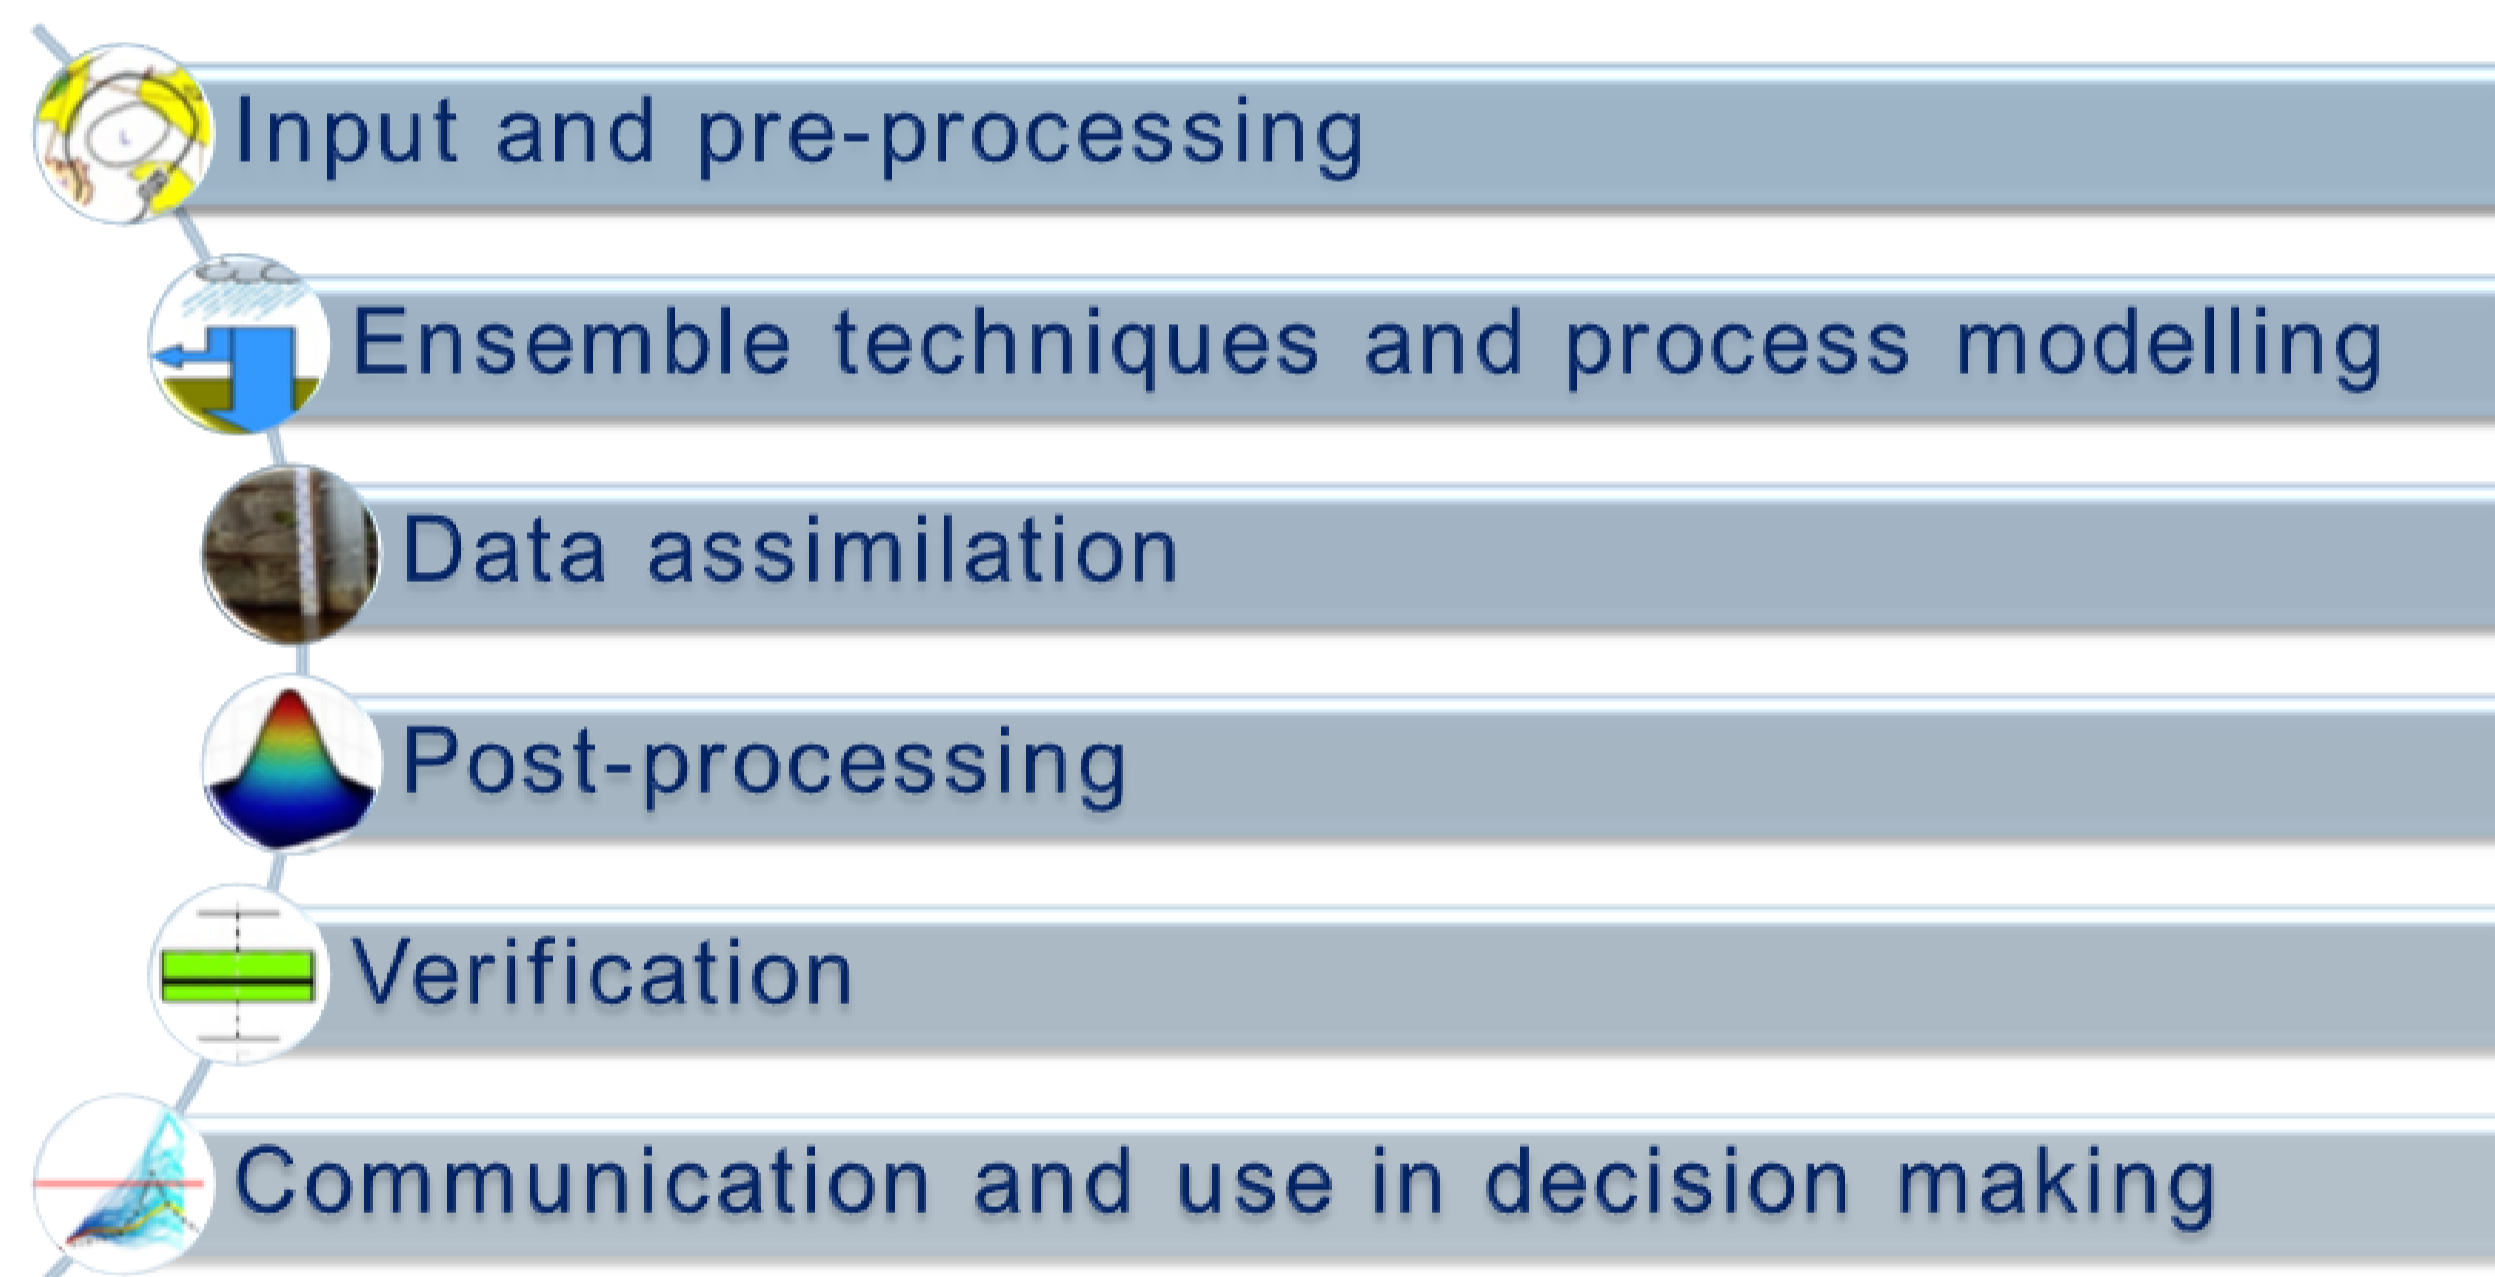 Input and pre-processing
Ensemble techniques and process modelling
Data assimilation
Post-processing
Verification
Communication and use in decision making